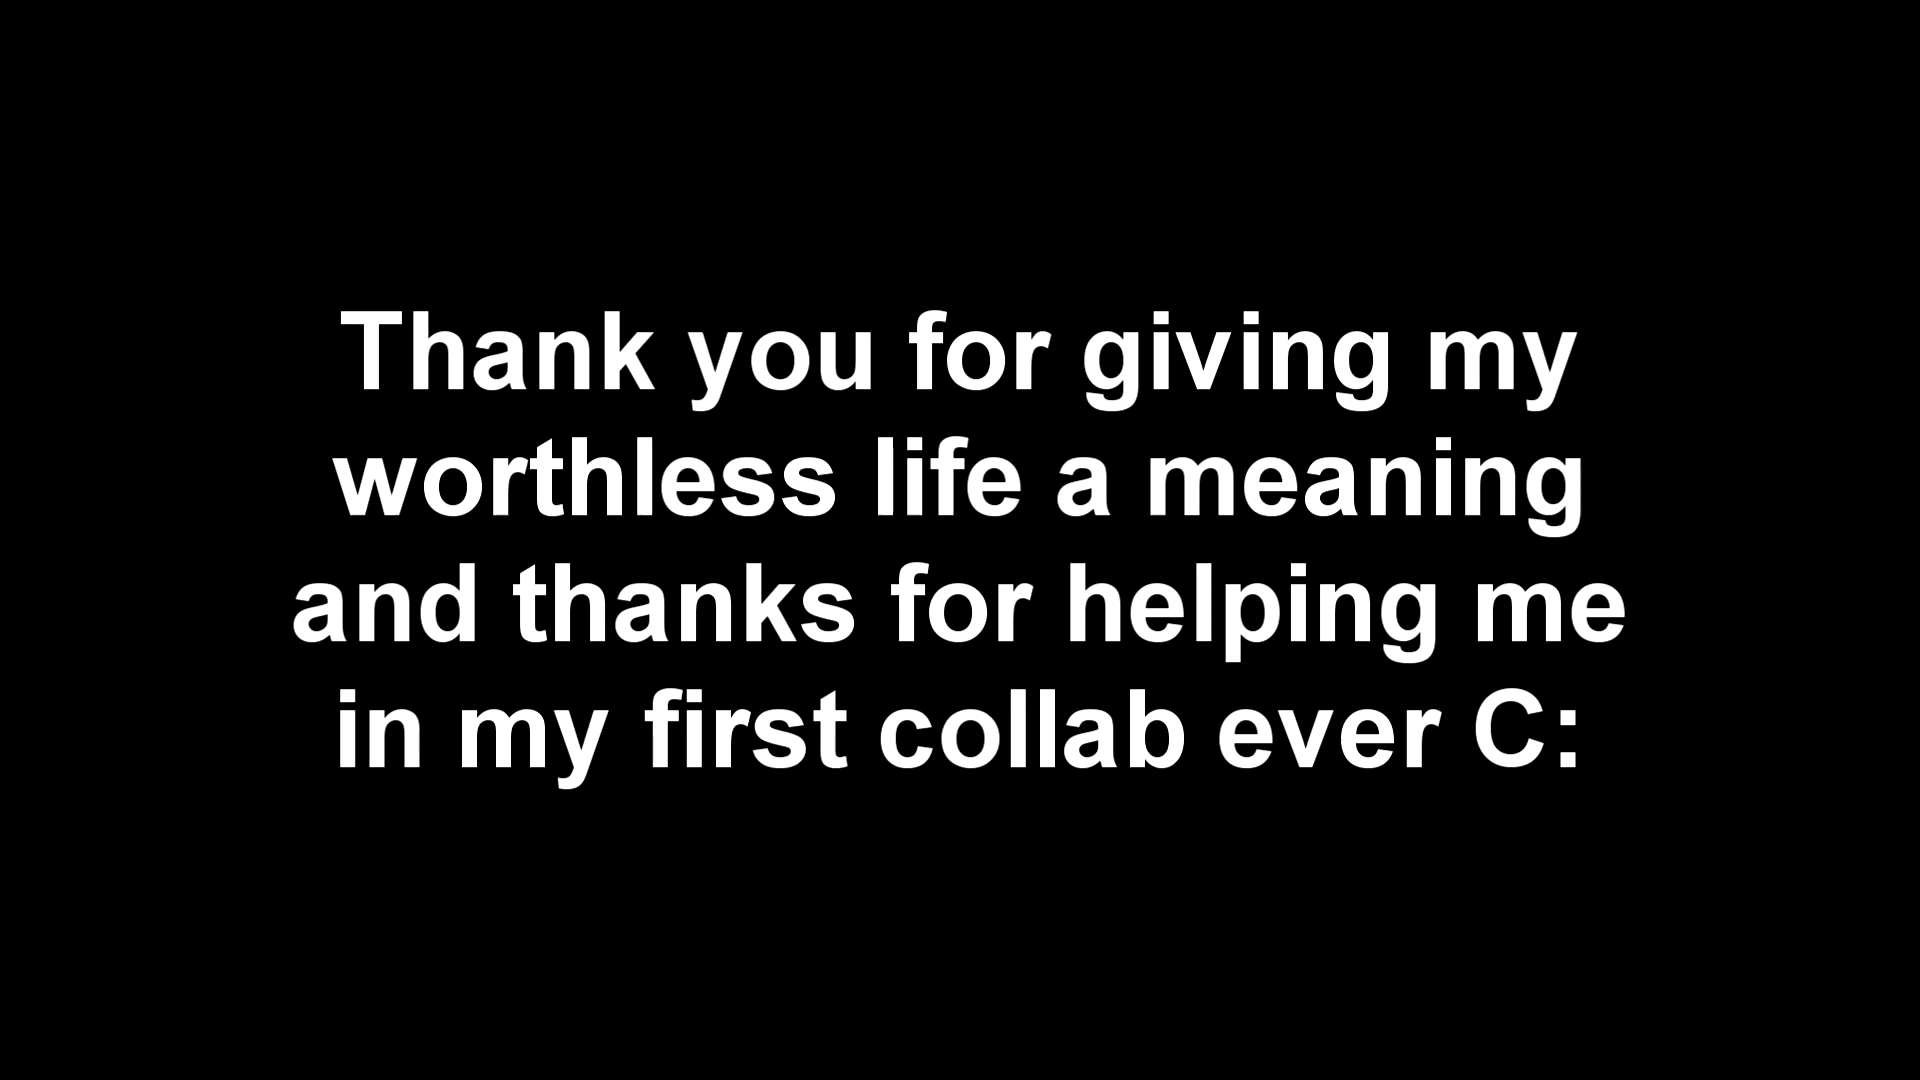 Thank you for giving my
worthless life a meaning
and thanks for helping me
in my first collab ever C: